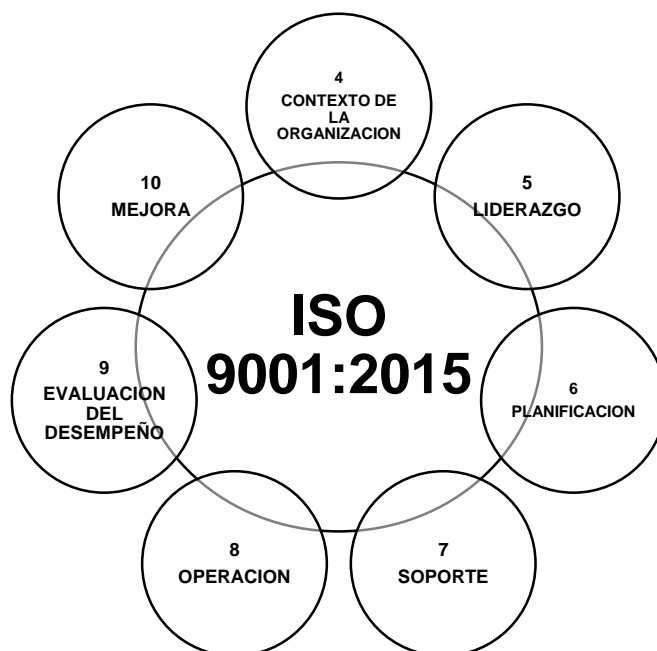 4
CONTEXTO DE
LA
ORGANIZACION
5
LIDERAZGO
6
PLANIFICACION
7
SOPORTE
8
OPERACION
9
EVALUACION
DEL
DESEMPEÑO
10
MEJORA
ISO
9001:2015